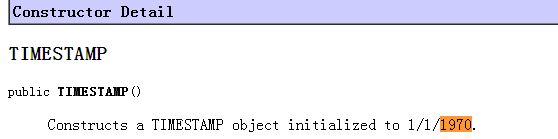 Constructor Detail
TIMESTAMP
public TIMESTAMP()
Constructs a TIMESTAMP object initialized to 1/1/1970.